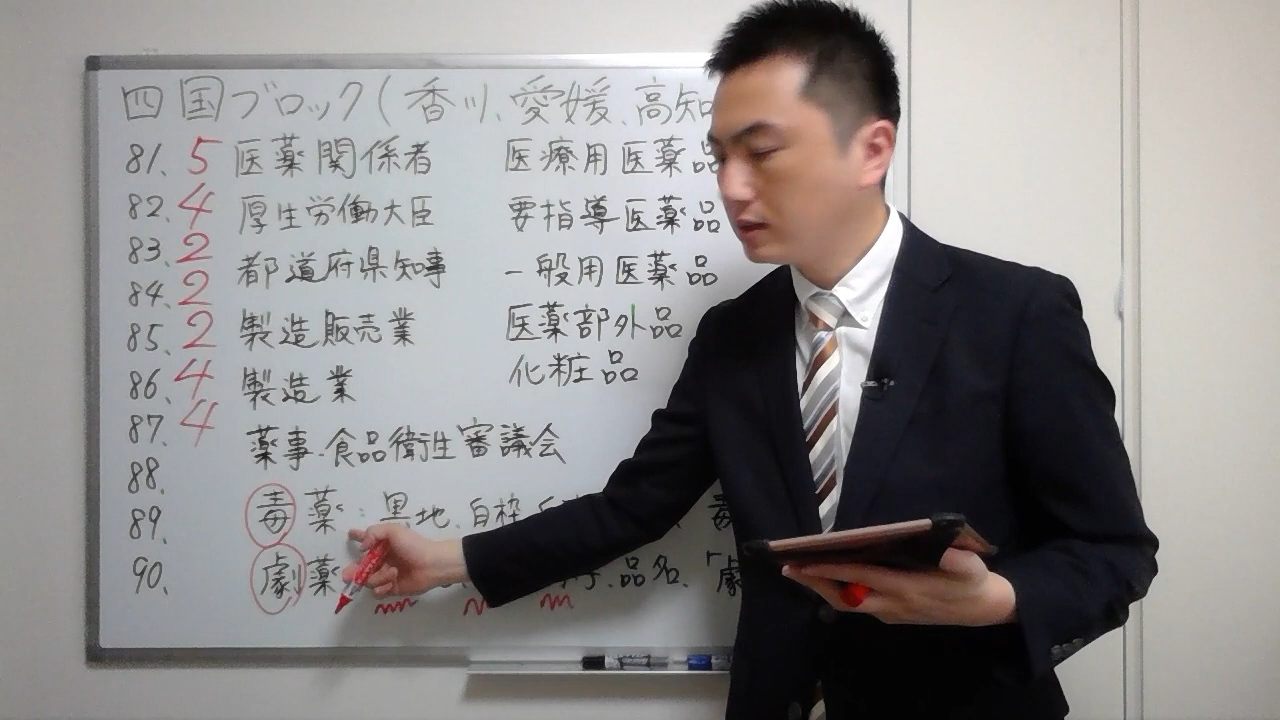 四国ブロック(香川、愛媛、高知
81. 5 医薬関係者 医療用医薬品
82. 4 厚生労働大臣 要指導医薬品
83. 2 都道府県知事 一般用医薬品
84. 2
85. 2 製造販売業 医薬部外品
86. 4 製造業 化粧品
87. 4 薬事・食品衛生審議会
88.
89. 毒薬：黒地、白枠、白 毒
90. 劇薬 字、品名、「劇